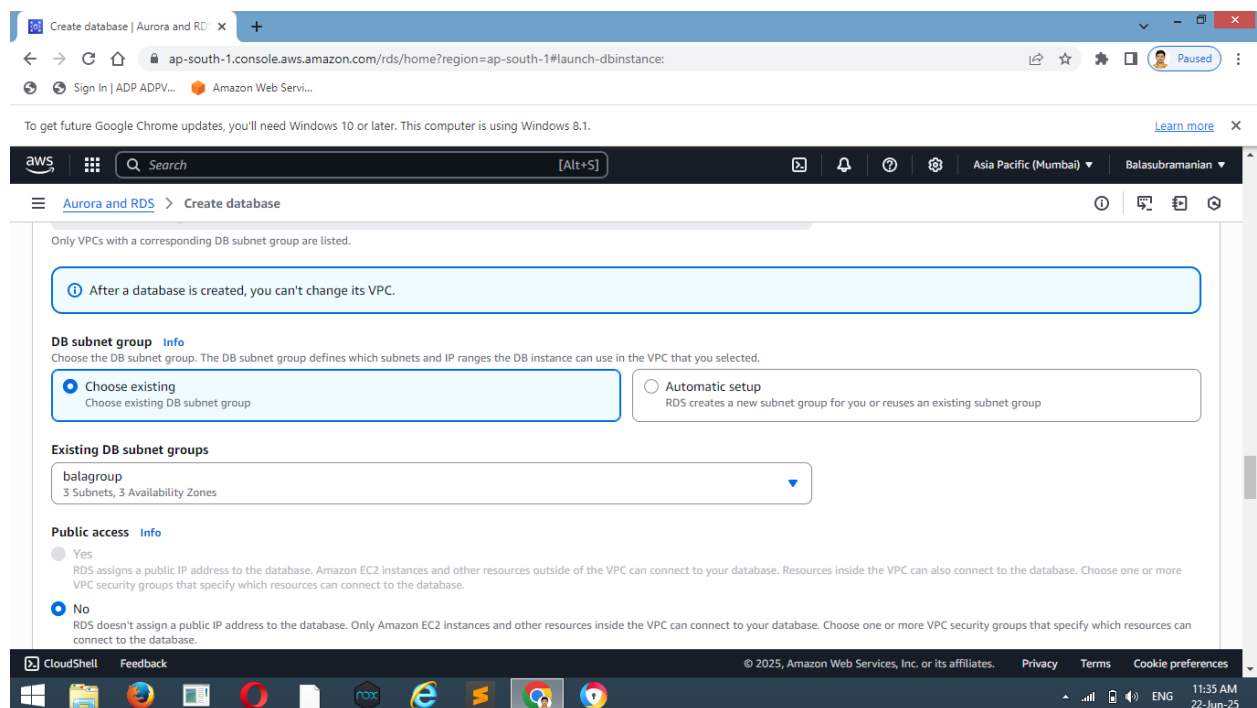 Create database | Aurora and RD
ap-south-1.console.aws.amazon.com/rds/home?region=ap-south-1#launch-dbinstance:
Paused
Sign In | ADP ADPV...
Amazon Web Servi...
To get future Google Chrome updates, you'll need Windows 10 or later. This computer is using Windows 8.1.
Learn more
aws
Search
[Alt+S]
Asia Pacific (Mumbai)
Balasubramanian
Aurora and RDS > Create database
Only VPCs with a corresponding DB subnet group are listed.
After a database is created, you can't change its VPC.
DB subnet group Info
Choose the DB subnet group. The DB subnet group defines which subnets and IP ranges the DB instance can use in the VPC that you selected.
Choose existing
Choose existing DB subnet group
Automatic setup
RDS creates a new subnet group for you or reuses an existing subnet group
Existing DB subnet groups
balagroup
3 Subnets, 3 Availability Zones
Public access Info
Yes
RDS assigns a public IP address to the database. Amazon EC2 instances and other resources outside of the VPC can connect to your database. Resources inside the VPC can also connect to the database. Choose one or more
VPC security groups that specify which resources can connect to the database.
No
RDS doesn't assign a public IP address to the database. Only Amazon EC2 instances and other resources inside the VPC can connect to your database. Choose one or more VPC security groups that specify which resources can
connect to the database.
CloudShell
Feedback
© 2025, Amazon Web Services, Inc. or its affiliates.
Privacy
Terms
Cookie preferences
nox
ENG
11:35 AM
22-Jun-25